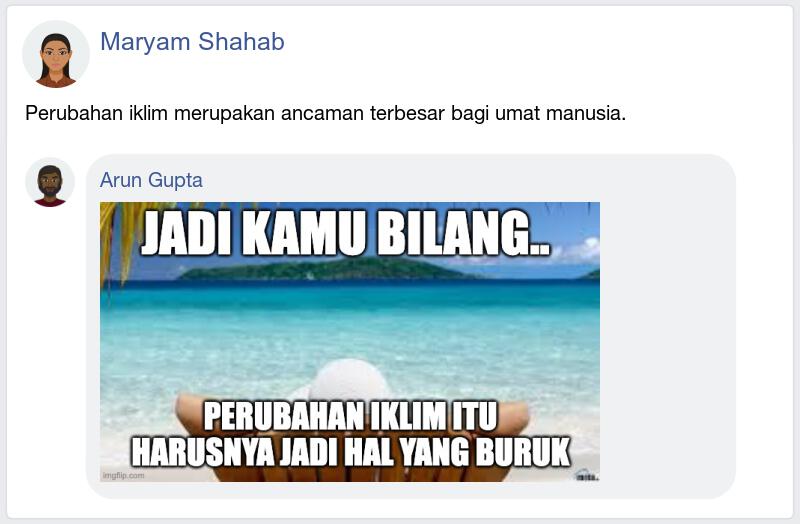 Maryam Shahab
Perubahan iklim merupakan ancaman terbesar bagi umat manusia.
Arun Gupta
JADI KAMU BILANG..
PERUBAHAN IKLIM ITU
HARUSNYA JADI HAL YANG BURUK
imgflip.com